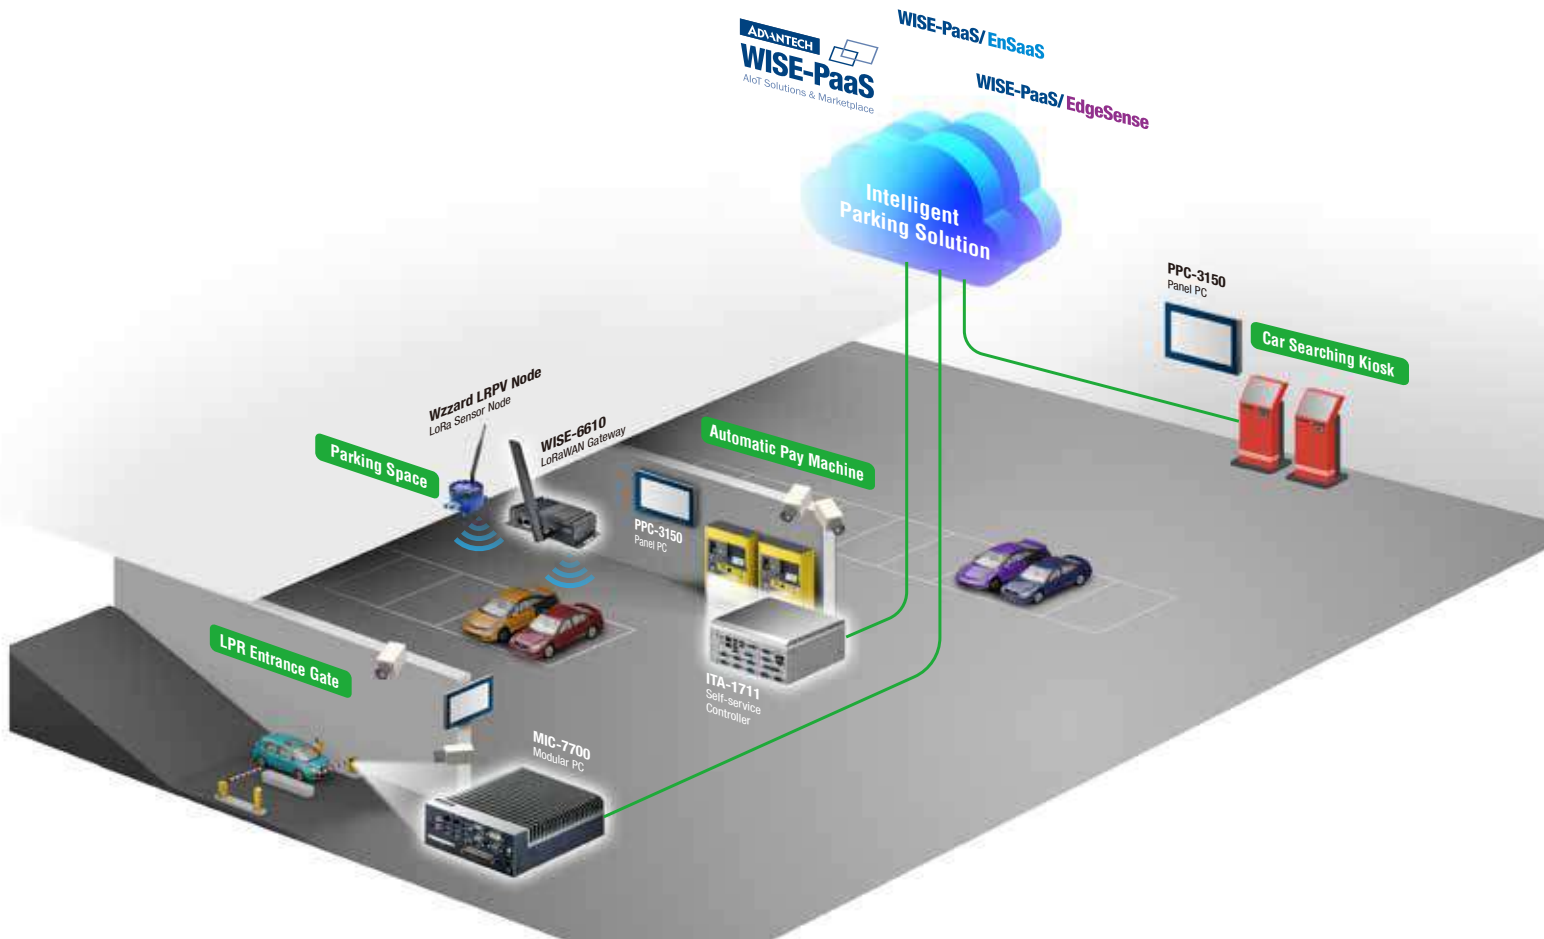 ADVANTECH
WISE-PaaS
AIoT Solutions & Marketplace
WISE-PaaS/EnSaaS
WISE-PaaS/EdgeSense
Intelligent
Parking Solution
PPC-3150
Panel PC
Car Searching Kiosk
Wzzard LRPV Node
LoRa Sensor Node
WISE-6610
LoRaWAN Gateway
Parking Space
Automatic Pay Machine
PPC-3150
Panel PC
LPR Entrance Gate
ITA-1711
Self-service
Controller
MIC-7700
Modular PC